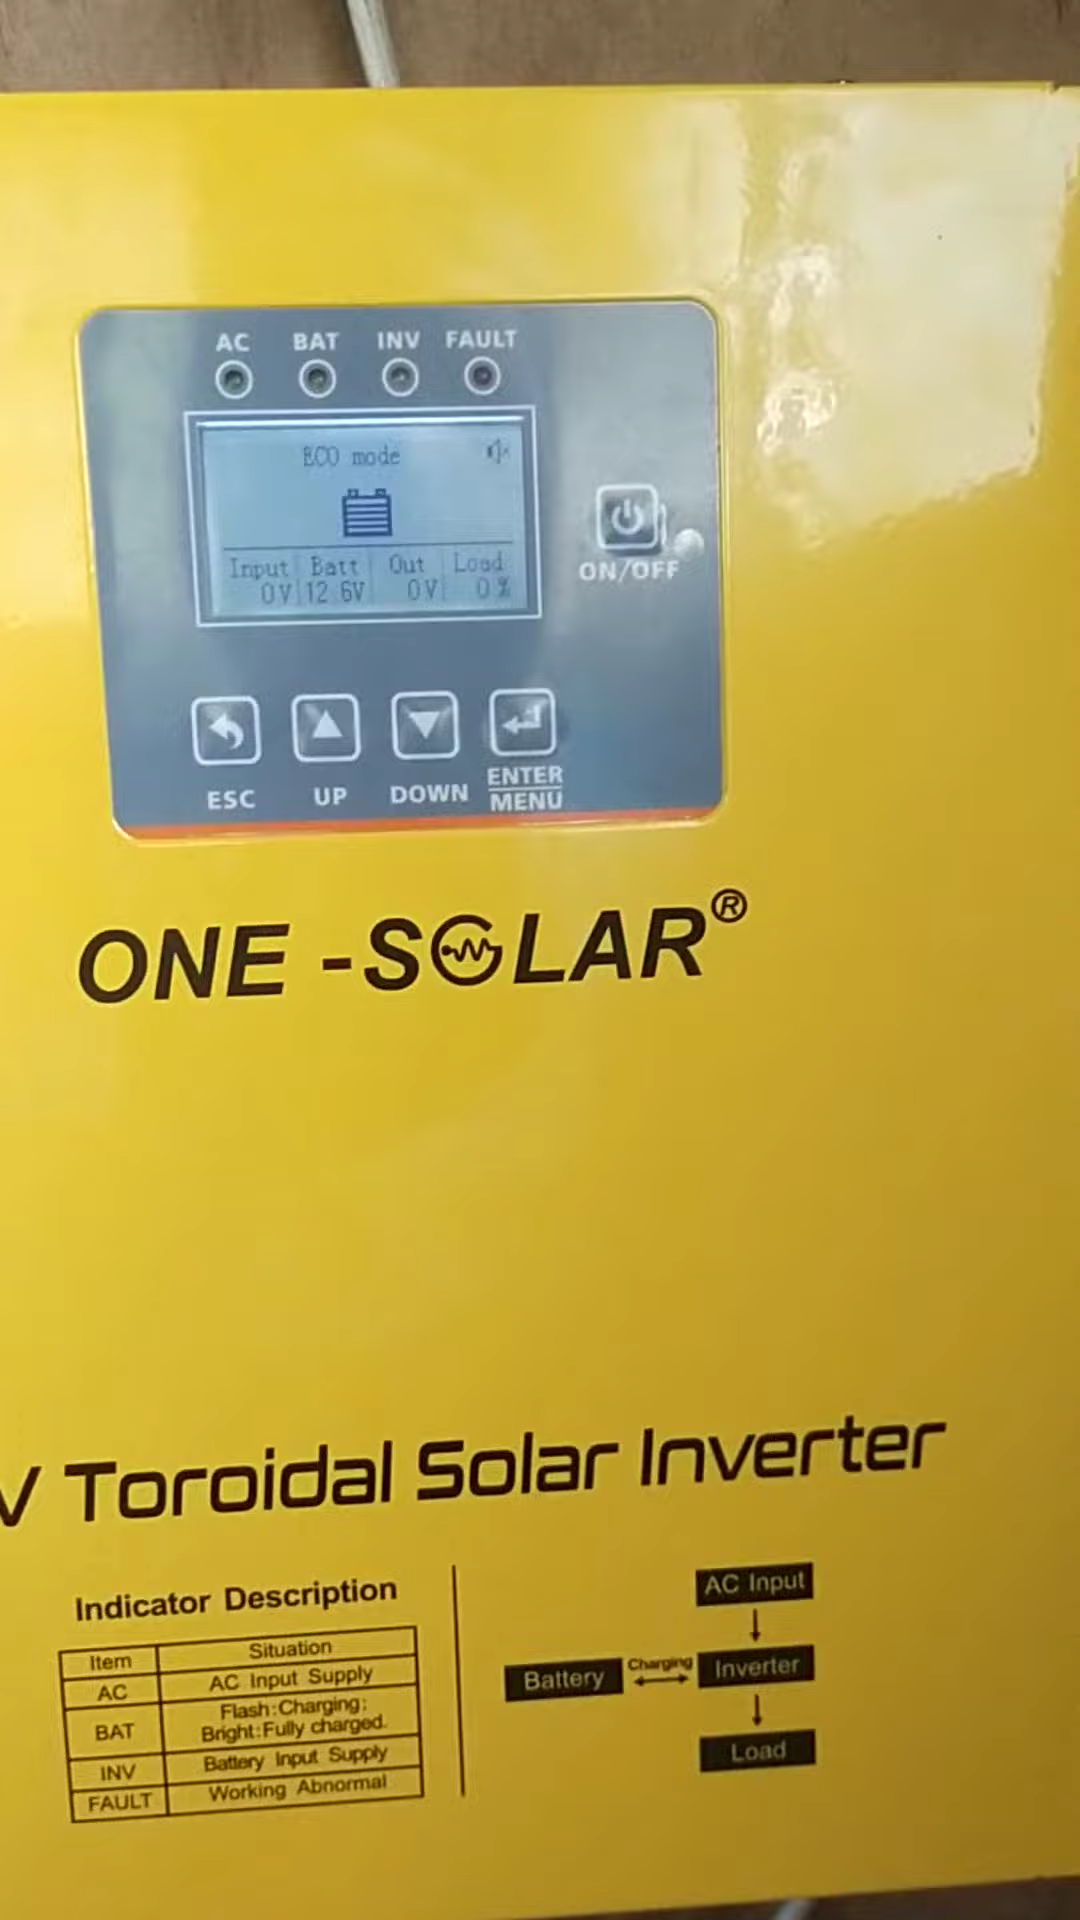 AC BAT INV FAULT
ECO mode
Input Batt Out Load
0V 12 6V 0V 0%
ON/OFF
ESC UP DOWN ENTER
MENU
ONE -SOLAR®
V Toroidal Solar Inverter
Indicator Description
Item Situation
AC AC Input Supply
BAT Flash:Charging;
Bright:Fully charged.
INV Battery Input Supply
FAULT Working Abnormal
AC Input
Battery Charging Inverter
Load